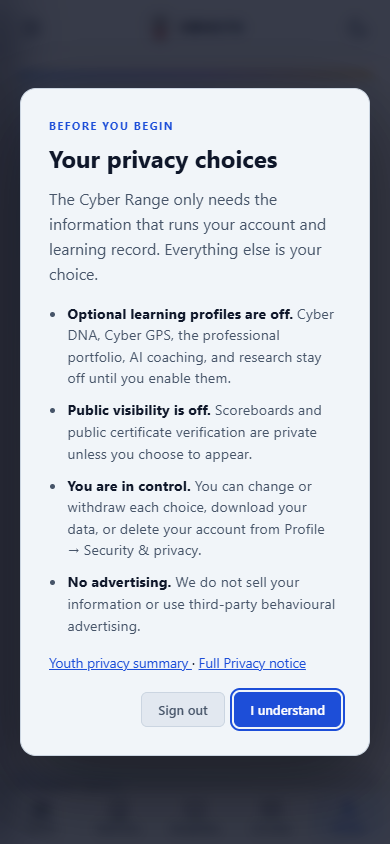 BEFORE YOU BEGIN
Your privacy choices
The Cyber Range only needs the
information that runs your account and
learning record. Everything else is your
choice.
• Optional learning profiles are off. Cyber
DNA, Cyber GPS, the professional
portfolio, AI coaching, and research stay
off until you enable them.
• Public visibility is off. Scoreboards and
public certificate verification are private
unless you choose to appear.
• You are in control. You can change or
withdraw each choice, download your
data, or delete your account from Profile
→ Security & privacy.
• No advertising. We do not sell your
information or use third-party behavioural
advertising.
Youth privacy summary · Full Privacy notice
Sign out
I understand